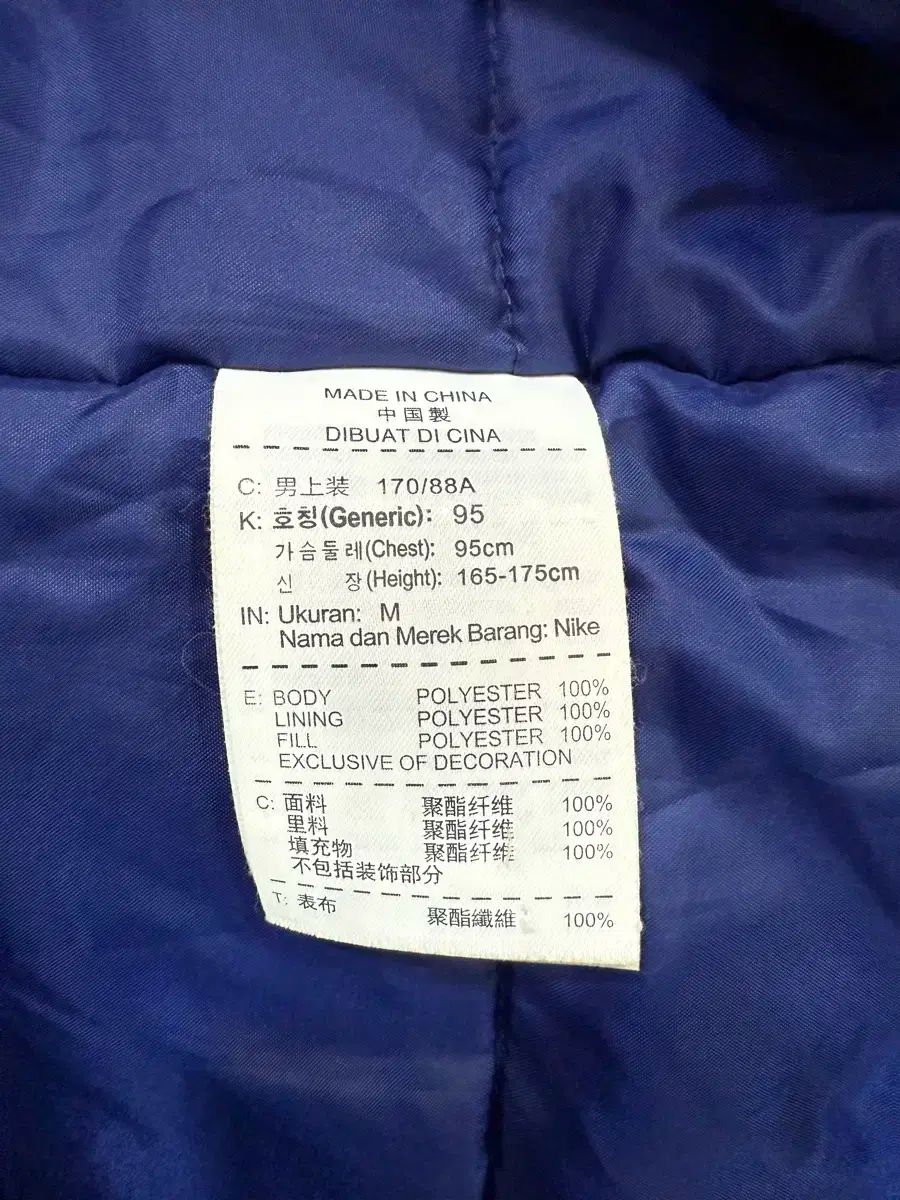 MADE IN CHINA
中国製
DIBUAT DI CINA
C: 男上装 170/88A
K: 호칭(Generic): 95
가슴둘레(Chest): 95cm
신 장(Height): 165-175cm
IN: Ukuran: M
Nama dan Merek Barang: Nike
E: BODY POLYESTER 100%
LINING POLYESTER 100%
FILL POLYESTER 100%
EXCLUSIVE OF DECORATION
C: 面料 聚酯纤维 100%
里料 聚酯纤维 100%
填充物 聚酯纤维 100%
不包括装饰部分
T: 表布 聚酯纖維 100%